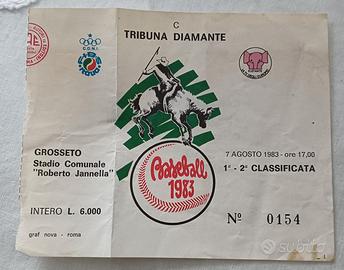 C
TRIBUNA DIAMANTE
C.O.N.I.
GROSSETO
Stadio Comunale
"Roberto Jannella"
7 AGOSTO 1983 - ore 17,00
1ª - 2ª CLASSIFICATA
Baseball
1983
INTERO L. 6.000
Nº 0154
graf nova - roma
subito